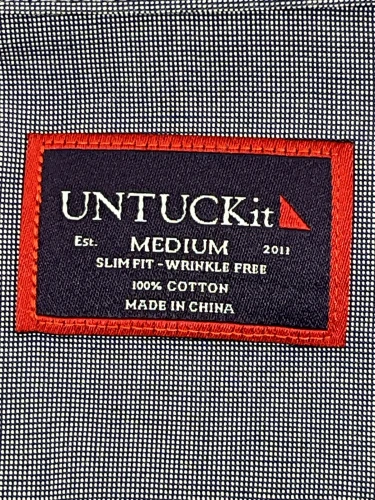 UNTUCKit
Est. MEDIUM 2011
SLIM FIT - WRINKLE FREE
100% COTTON
MADE IN CHINA